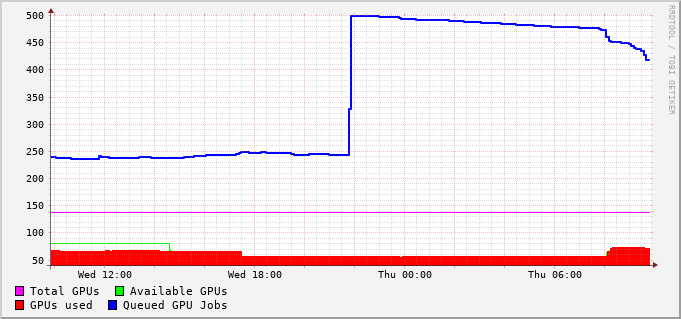 500
450
400
350
300
250
200
150
100
50
Wed 12:00 Wed 18:00 Thu 00:00 Thu 06:00
Total GPUs Available GPUs
GPUs used Queued GPU Jobs
RRDTOOL / TOBI OETIKER